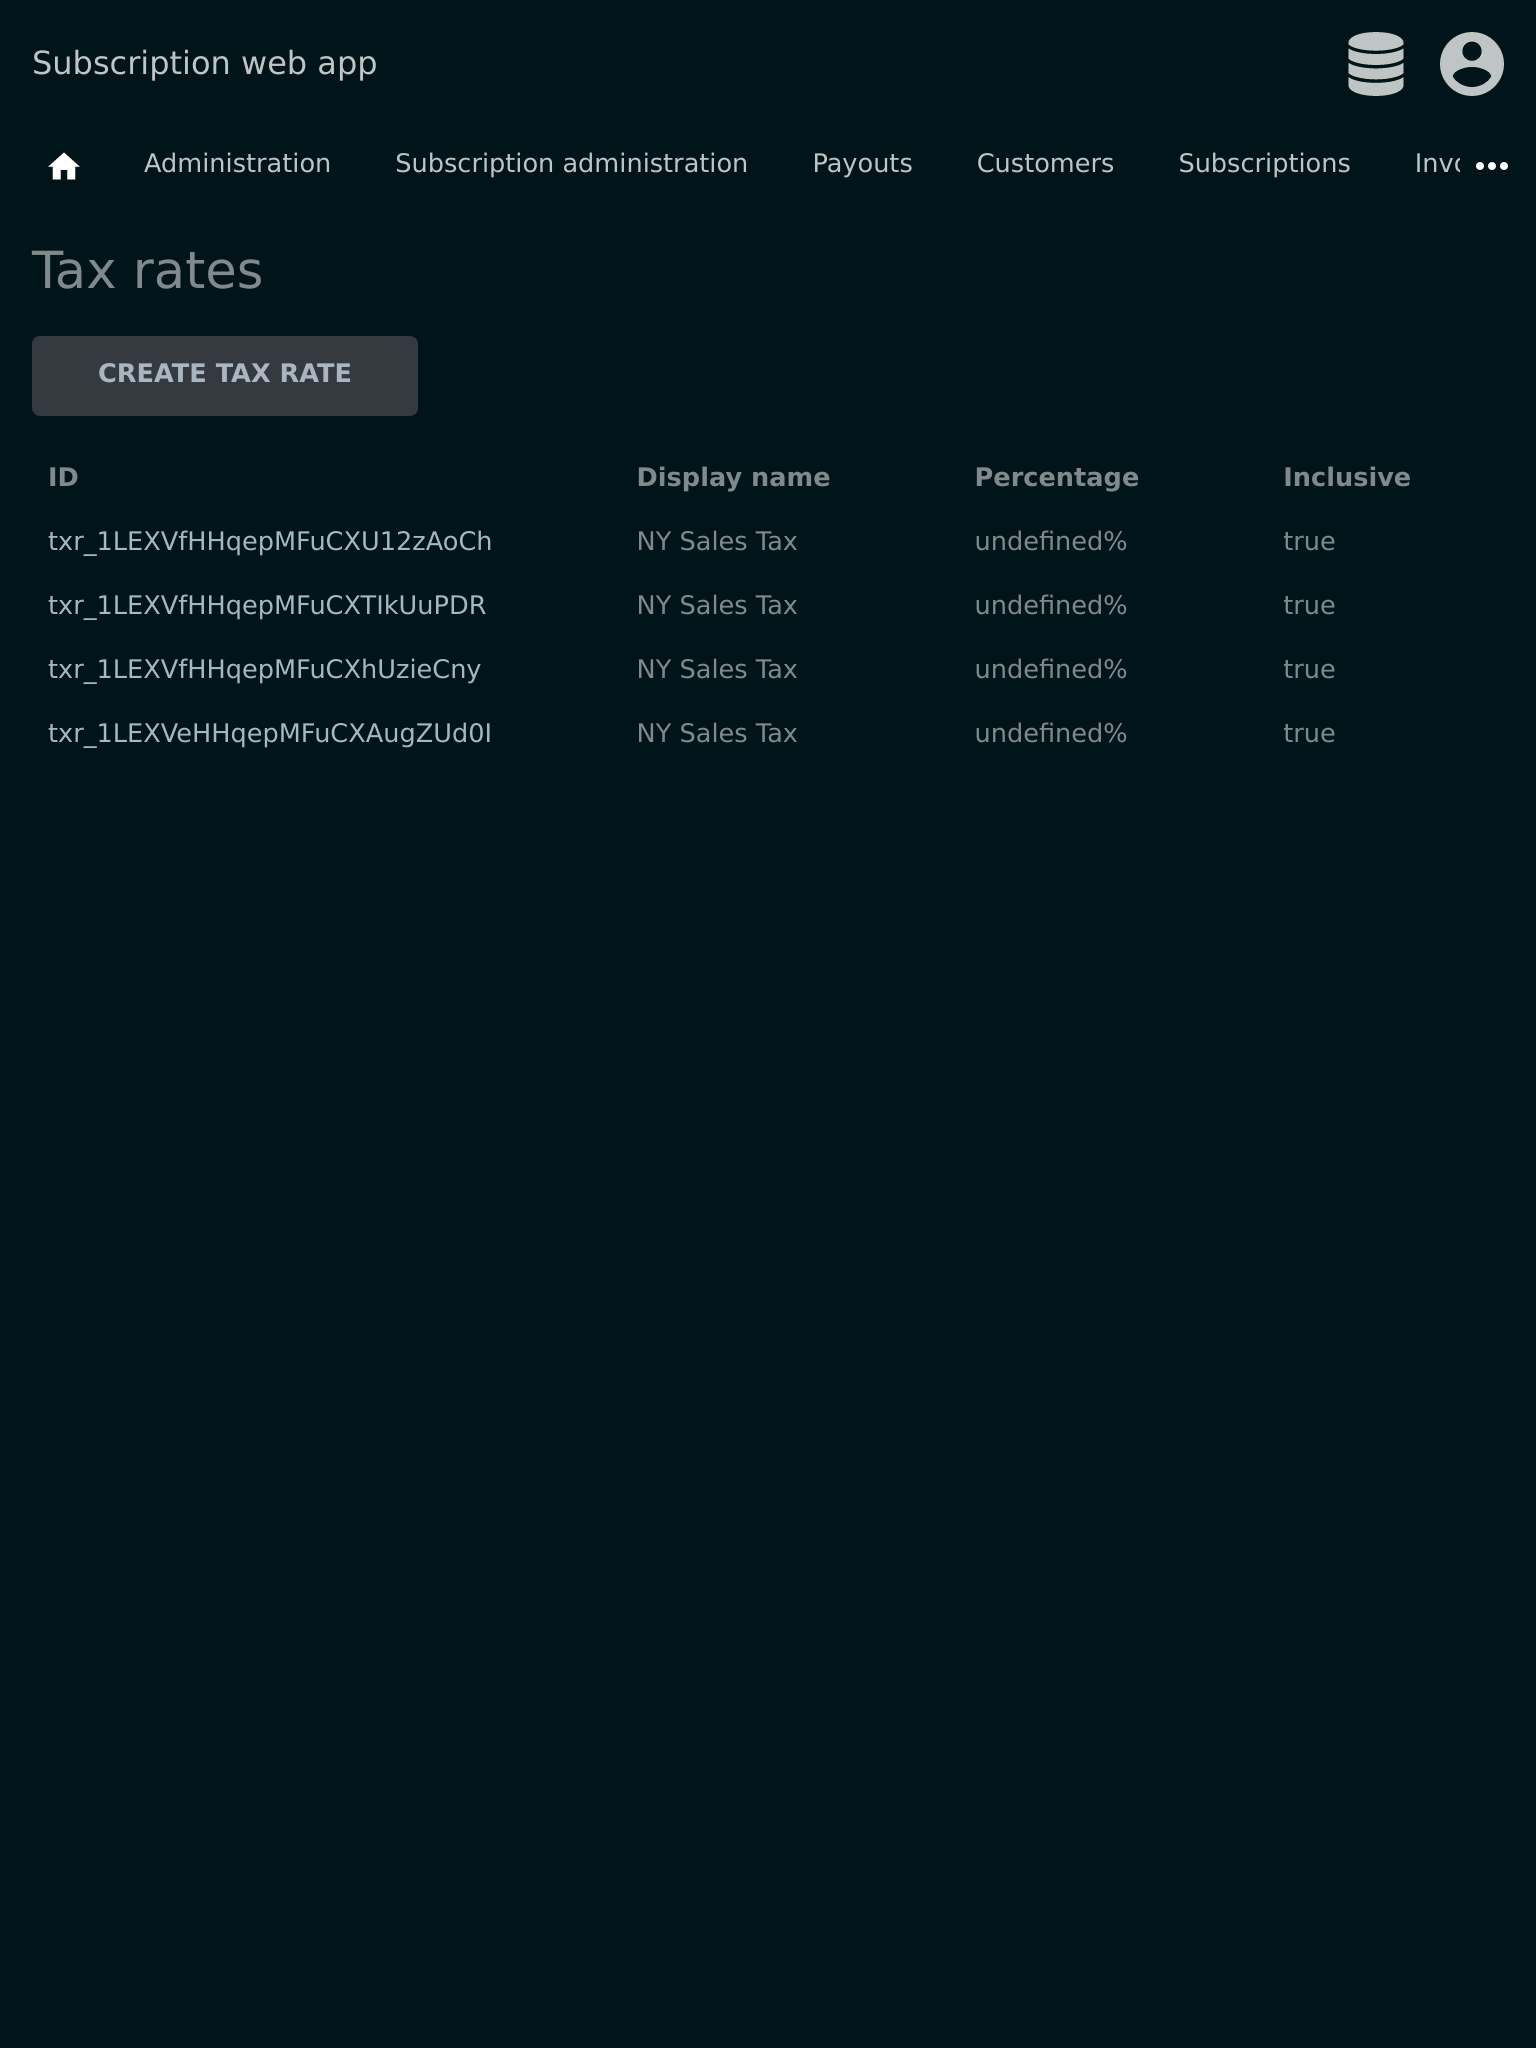 Subscription web app
Administration Subscription administration Payouts Customers Subscriptions
Tax rates
CREATE TAX RATE
ID Display name Percentage Inclusive
txr_1LEXVfHHqepMFuCXU12zAoCh NY Sales Tax undefined% true
txr_1LEXVfHHqepMFuCXTIkUuPDR NY Sales Tax undefined% true
txr_1LEXVfHHqepMFuCXhUzieCny NY Sales Tax undefined% true
txr_1LEXVeHHqepMFuCXAugZUd0I NY Sales Tax undefined% true